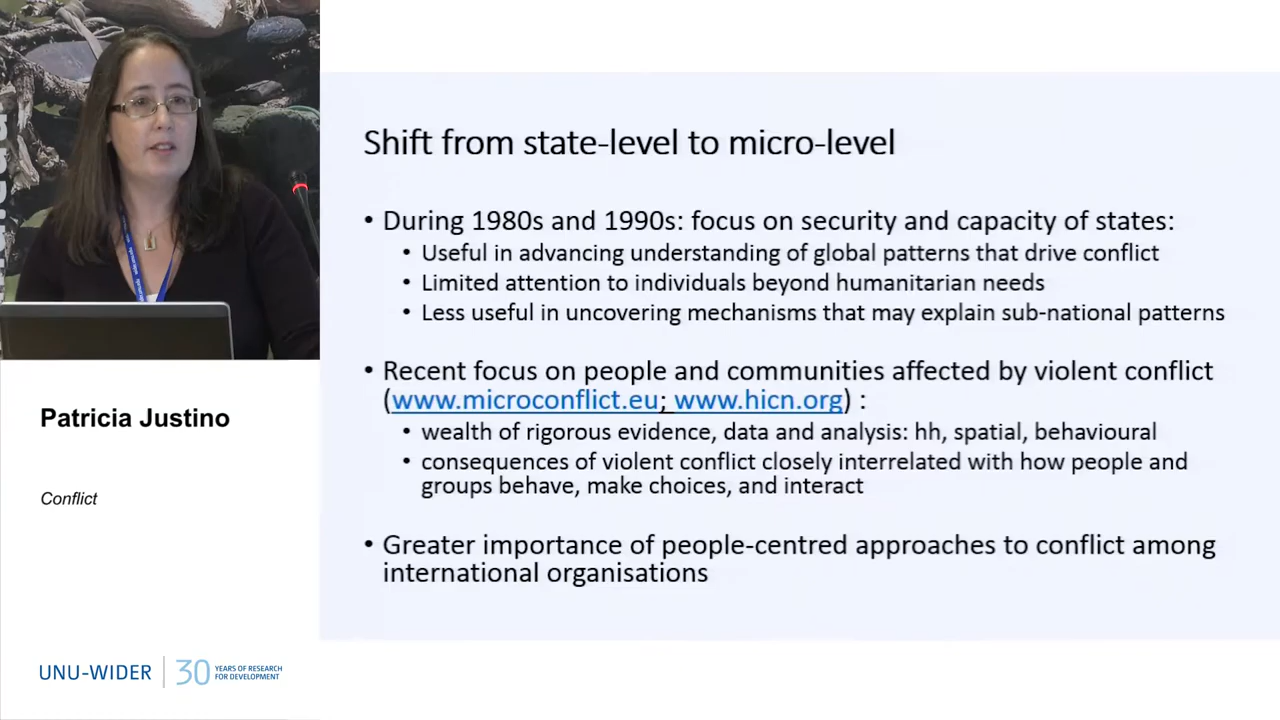 Shift from state-level to micro-level
• During 1980s and 1990s: focus on security and capacity of states:
• Useful in advancing understanding of global patterns that drive conflict
• Limited attention to individuals beyond humanitarian needs
• Less useful in uncovering mechanisms that may explain sub-national patterns
• Recent focus on people and communities affected by violent conflict
(www.microconflict.eu; www.hicn.org) :
• wealth of rigorous evidence, data and analysis: hh, spatial, behavioural
• consequences of violent conflict closely interrelated with how people and
groups behave, make choices, and interact
• Greater importance of people-centred approaches to conflict among
international organisations
Patricia Justino
Conflict
UNU-WIDER
30 YEARS OF RESEARCH
FOR DEVELOPMENT